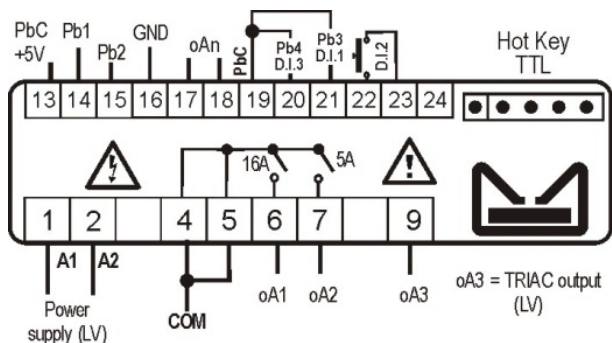 PbC
+5V
Pb1
Pb2
GND
oAn
PbC
Pb4
D.I.3
Pb3
D.I.1
D.I.2
Hot Key
TTL
13 14 15 16 17 18 19 20 21 22 23 24
16A
5A
1 2 4 5 6 7 9
A1
A2
Power
supply (LV)
COM
oA1
oA2
oA3
oA3 = TRIAC output
(LV)